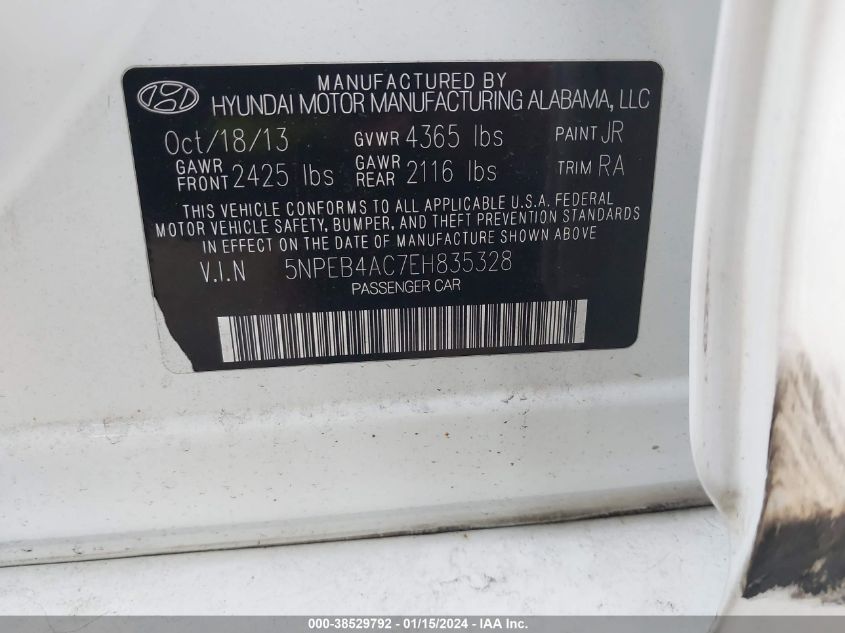 MANUFACTURED BY
HYUNDAI MOTOR MANUFACTURING ALABAMA, LLC
Oct/18/13 GVWR 4365 lbs PAINT JR
GAWR FRONT 2425 lbs GAWR REAR 2116 lbs TRIM RA
THIS VEHICLE CONFORMS TO ALL APPLICABLE U.S.A. FEDERAL
MOTOR VEHICLE SAFETY, BUMPER, AND THEFT PREVENTION STANDARDS
IN EFFECT ON THE DATE OF MANUFACTURE SHOWN ABOVE
V.I.N 5NPEB4AC7EH835328
PASSENGER CAR
000-38529792 - 01/15/2024 - IAA Inc.